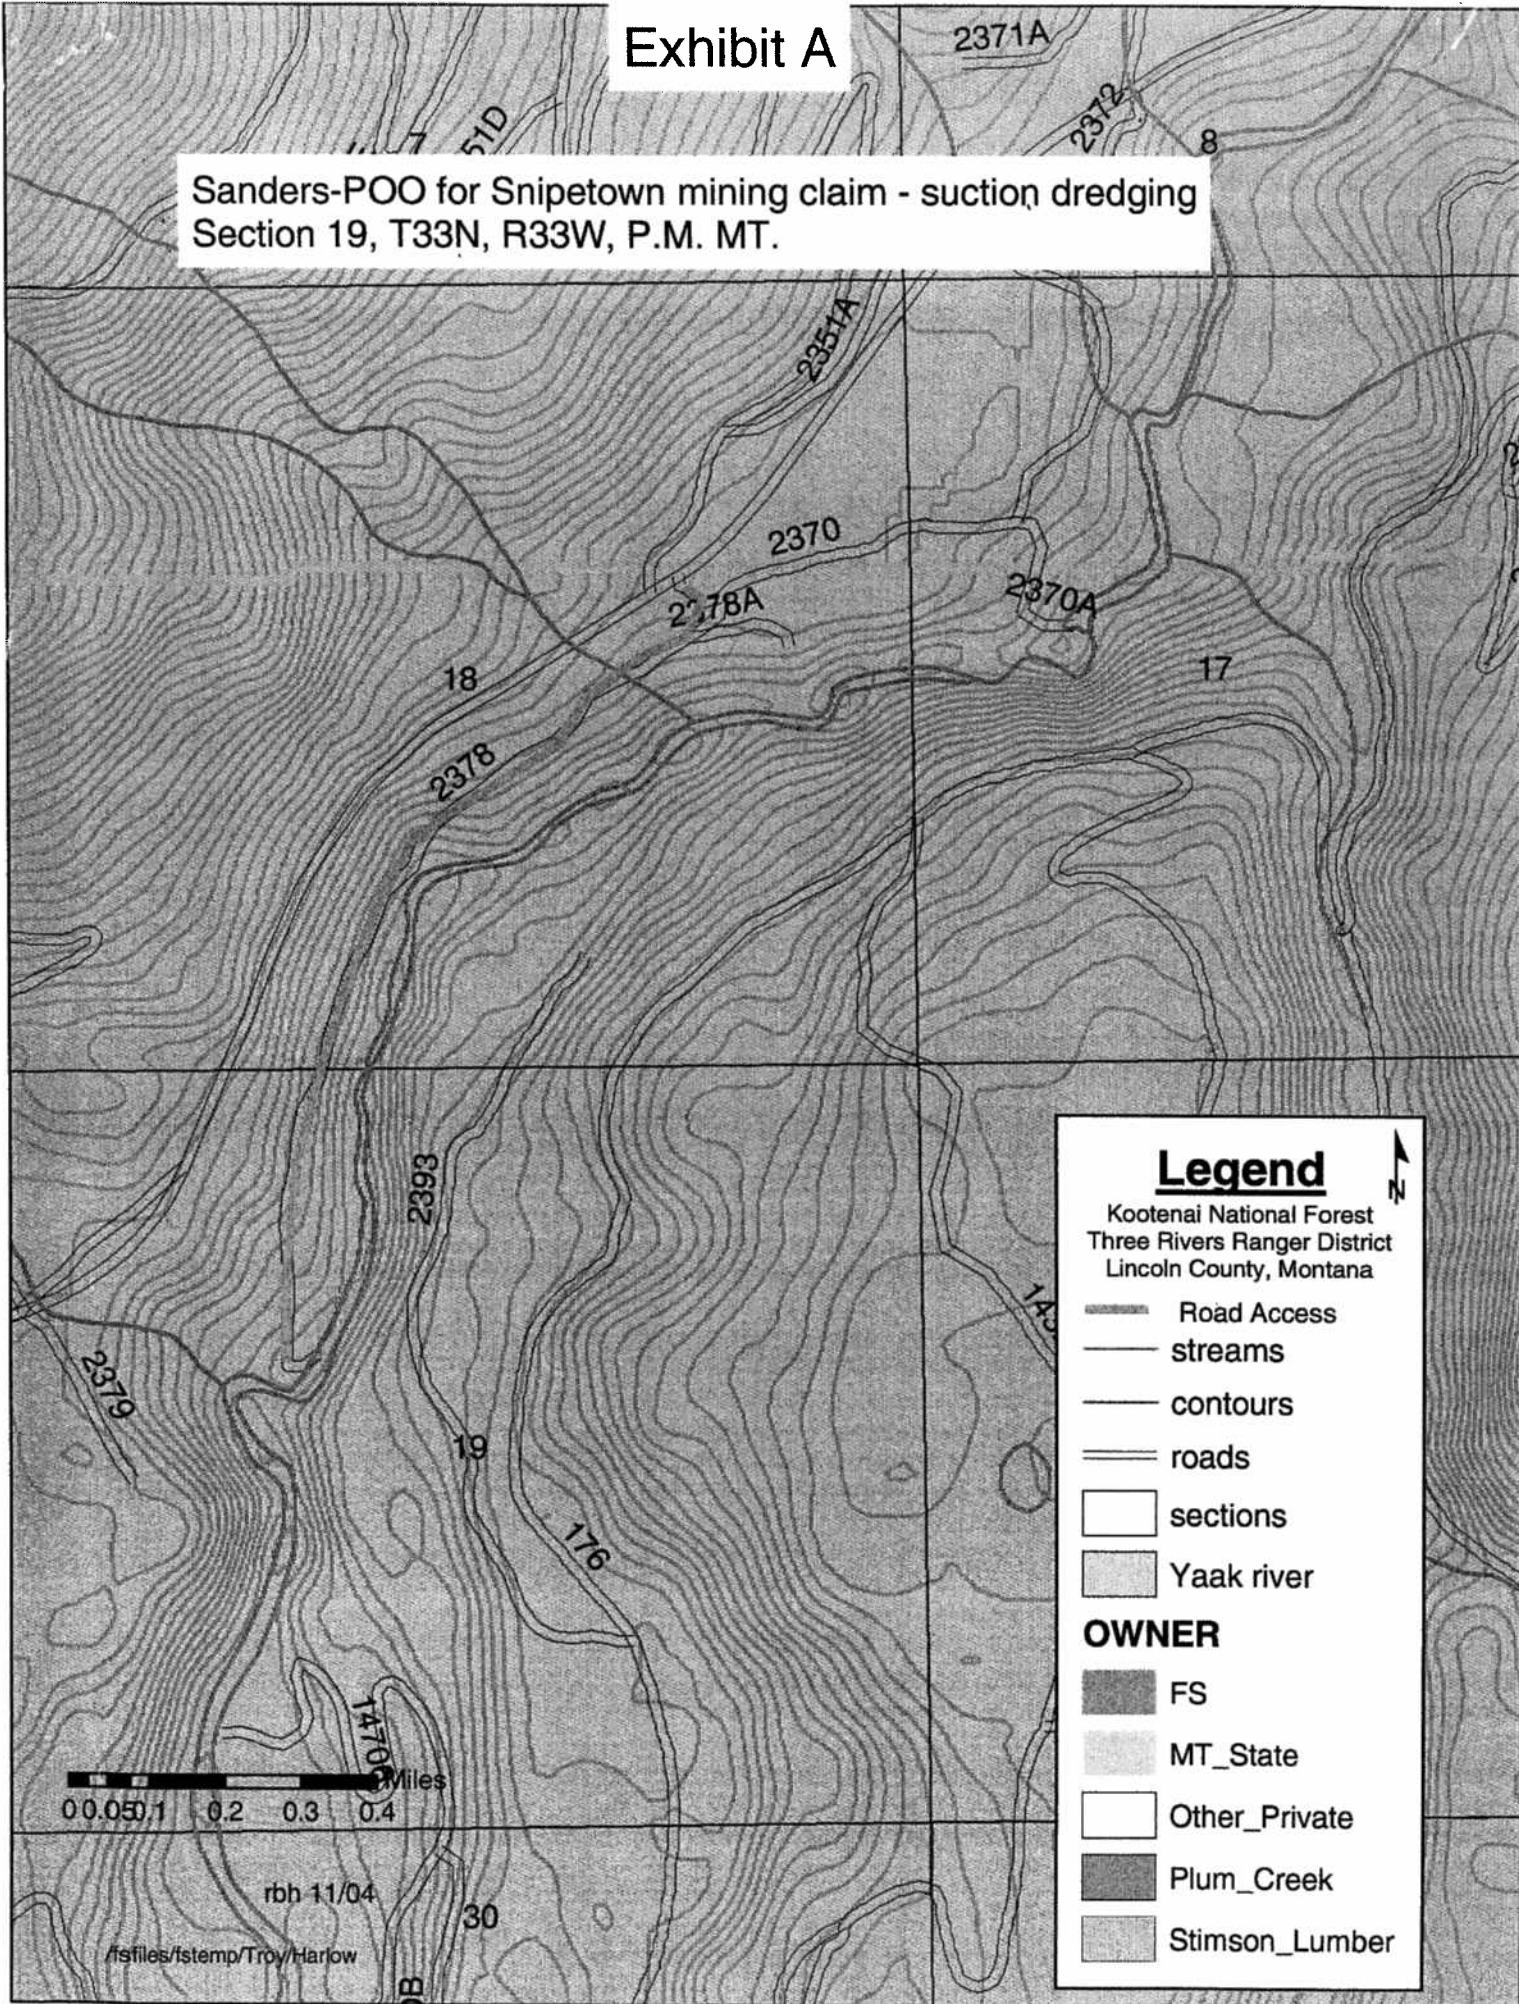 Exhibit A
2371A
2372
7
51D
8
Sanders-POO for Snipetown mining claim - suction dredging
Section 19, T33N, R33W, P.M. MT.
2351A
2370
2370A
18
17
2378
2393
Legend
N
Kootenai National Forest
Three Rivers Ranger District
Lincoln County, Montana
Road Access
streams
contours
roads
sections
Yaak river
OWNER
FS
MT_State
Other_Private
Plum_Creek
Stimson_Lumber
2379
19
176
Miles
0 0.05 0.1 0.2 0.3 0.4
rbh 11/04
30
/fsfiles/fstemp/Troy/Harlow